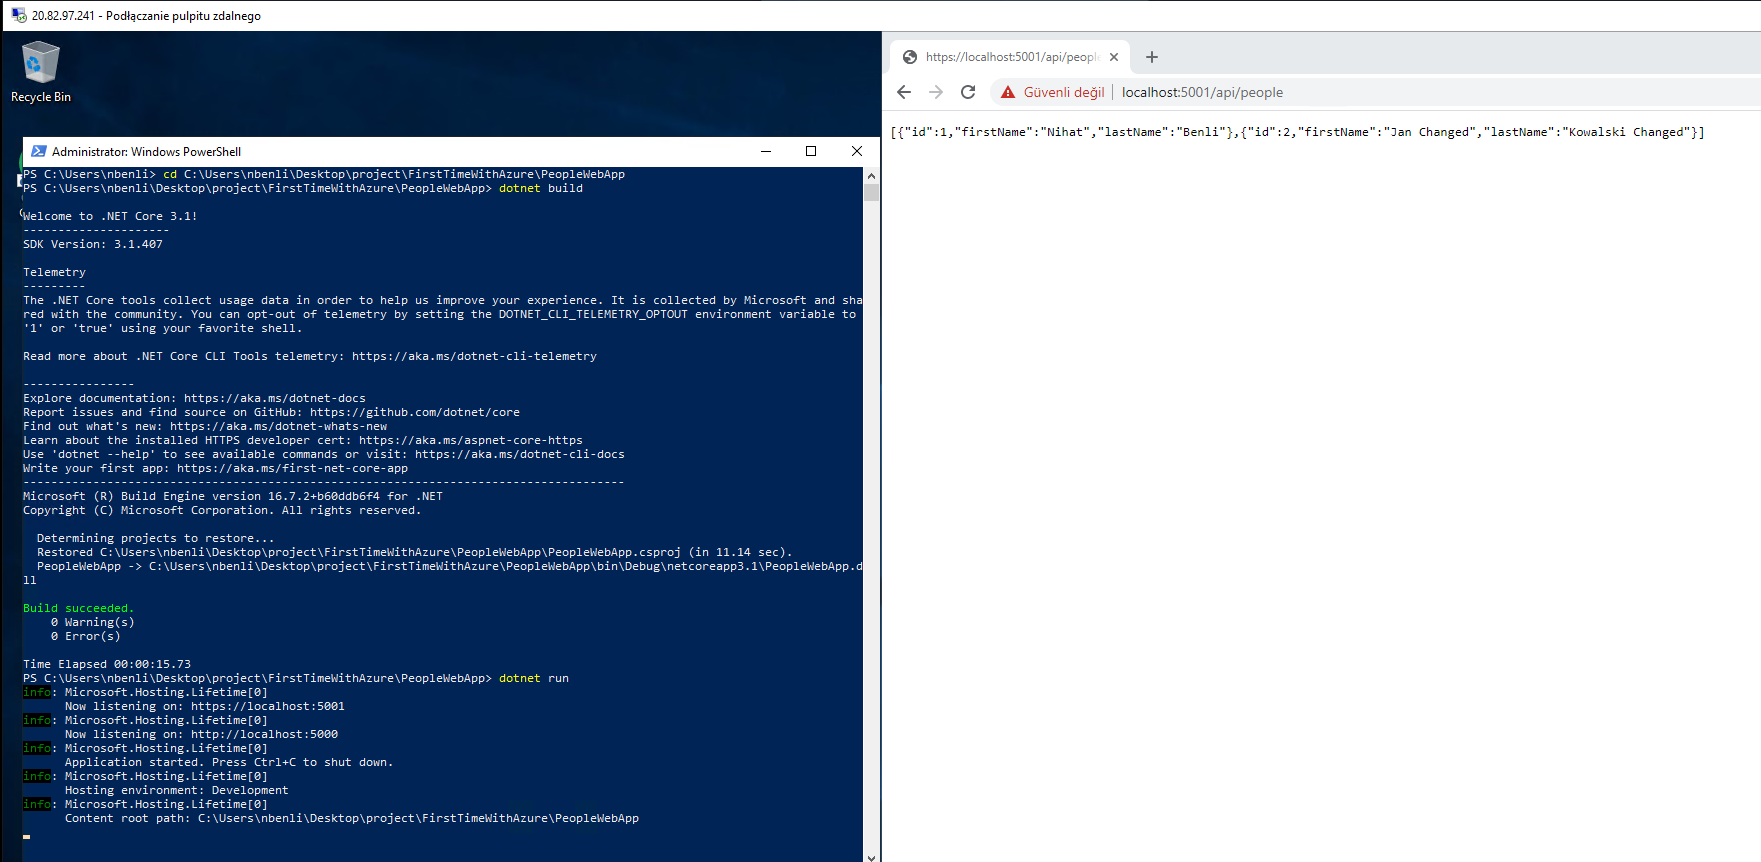 20.82.97.241 - Podłączanie pulpitu zdalnego
Recycle Bin
Administrator: Windows PowerShell
PS C:\Users\nbenli> cd C:\Users\nbenli\Desktop\project\FirstTimeWithAzure\PeopleWebApp
PS C:\Users\nbenli\Desktop\project\FirstTimeWithAzure\PeopleWebApp> dotnet build
Welcome to .NET Core 3.1!
---------------------
SDK Version: 3.1.407
Telemetry
---------
The .NET Core tools collect usage data in order to help us improve your experience. It is collected by Microsoft and sha
red with the community. You can opt-out of telemetry by setting the DOTNET_CLI_TELEMETRY_OPTOUT environment variable to
'1' or 'true' using your favorite shell.
Read more about .NET Core CLI Tools telemetry: https://aka.ms/dotnet-cli-telemetry
----------------
Explore documentation: https://aka.ms/dotnet-docs
Report issues and find source on GitHub: https://github.com/dotnet/core
Find out what's new: https://aka.ms/dotnet-whats-new
Learn about the installed HTTPS developer cert: https://aka.ms/aspnet-core-https
Use 'dotnet --help' to see available commands or visit: https://aka.ms/dotnet-cli-docs
Write your first app: https://aka.ms/first-net-core-app
--------------------------------------------------------------------------------------
Microsoft (R) Build Engine version 16.7.2+b60ddb6f4 for .NET
Copyright (C) Microsoft Corporation. All rights reserved.
Determining projects to restore...
Restored C:\Users\nbenli\Desktop\project\FirstTimeWithAzure\PeopleWebApp\PeopleWebApp.csproj (in 11.14 sec).
PeopleWebApp -> C:\Users\nbenli\Desktop\project\FirstTimeWithAzure\PeopleWebApp\bin\Debug\netcoreapp3.1\PeopleWebApp.d
ll
Build succeeded.
0 Warning(s)
0 Error(s)
Time Elapsed 00:00:15.73
PS C:\Users\nbenli\Desktop\project\FirstTimeWithAzure\PeopleWebApp> dotnet run
info: Microsoft.Hosting.Lifetime[0]
Now listening on: https://localhost:5001
info: Microsoft.Hosting.Lifetime[0]
Now listening on: http://localhost:5000
info: Microsoft.Hosting.Lifetime[0]
Application started. Press Ctrl+C to shut down.
info: Microsoft.Hosting.Lifetime[0]
Hosting environment: Development
info: Microsoft.Hosting.Lifetime[0]
Content root path: C:\Users\nbenli\Desktop\project\FirstTimeWithAzure\PeopleWebApp
https://localhost:5001/api/people
Güvenli değil | localhost:5001/api/people
[{"id":1,"firstName":"Nihat","lastName":"Benli"},{"id":2,"firstName":"Jan Changed","lastName":"Kowalski Changed"}]